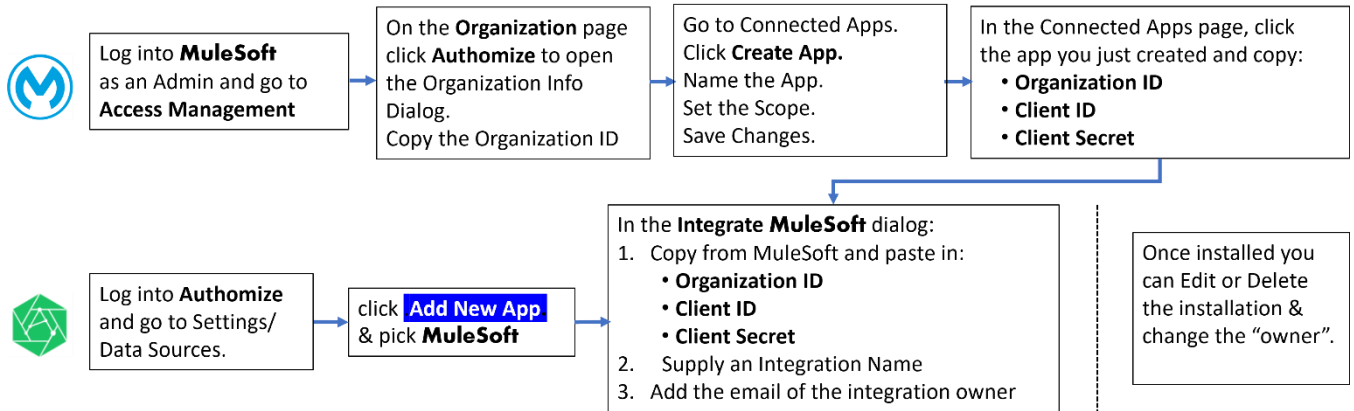 Log into MuleSoft
as an Admin and go to
Access Management
On the Organization page
click Authomize to open
the Organization Info
Dialog.
Copy the Organization ID
Go to Connected Apps.
Click Create App.
Name the App.
Set the Scope.
Save Changes.
In the Connected Apps page, click
the app you just created and copy:
• Organization ID
• Client ID
• Client Secret
Log into Authomize
and go to Settings/
Data Sources.
click Add New App.
& pick MuleSoft
In the Integrate MuleSoft dialog:
1. Copy from MuleSoft and paste in:
• Organization ID
• Client ID
• Client Secret
2. Supply an Integration Name
3. Add the email of the integration owner
Once installed you
can Edit or Delete
the installation &
change the “owner”.